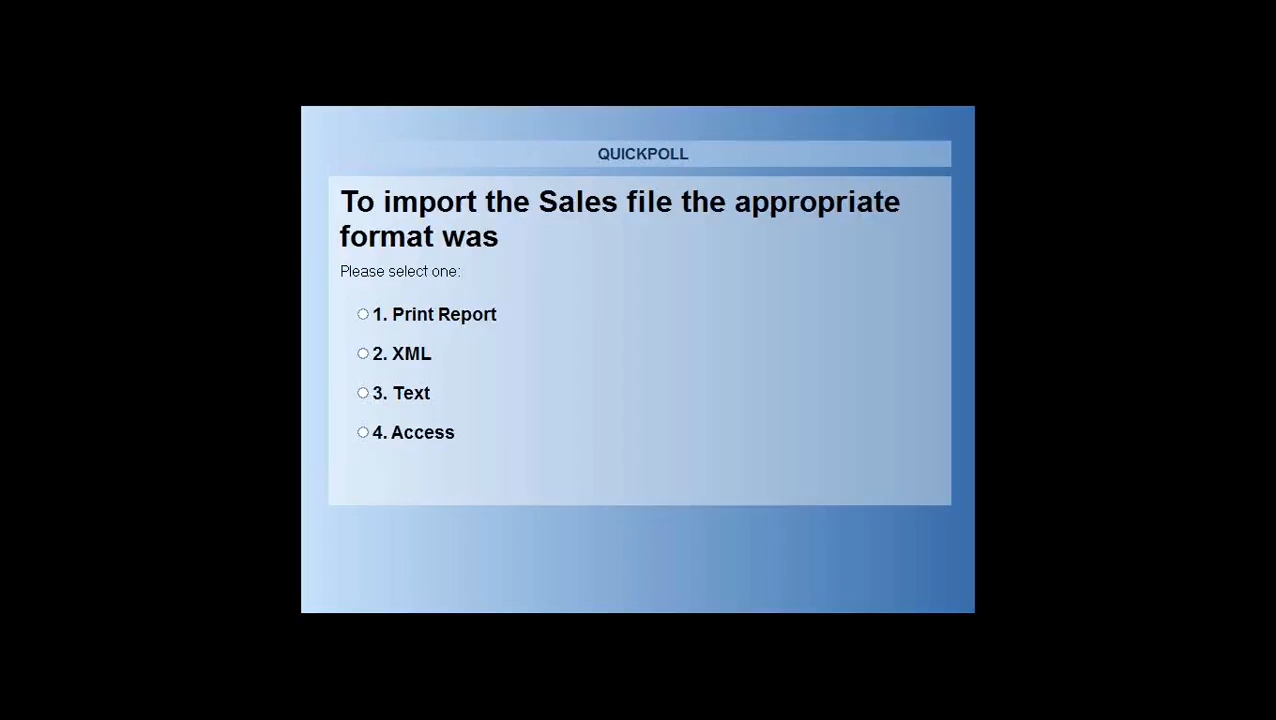 QUICKPOLL
To import the Sales file the appropriate
format was
Please select one:
1. Print Report
2. XML
3. Text
4. Access